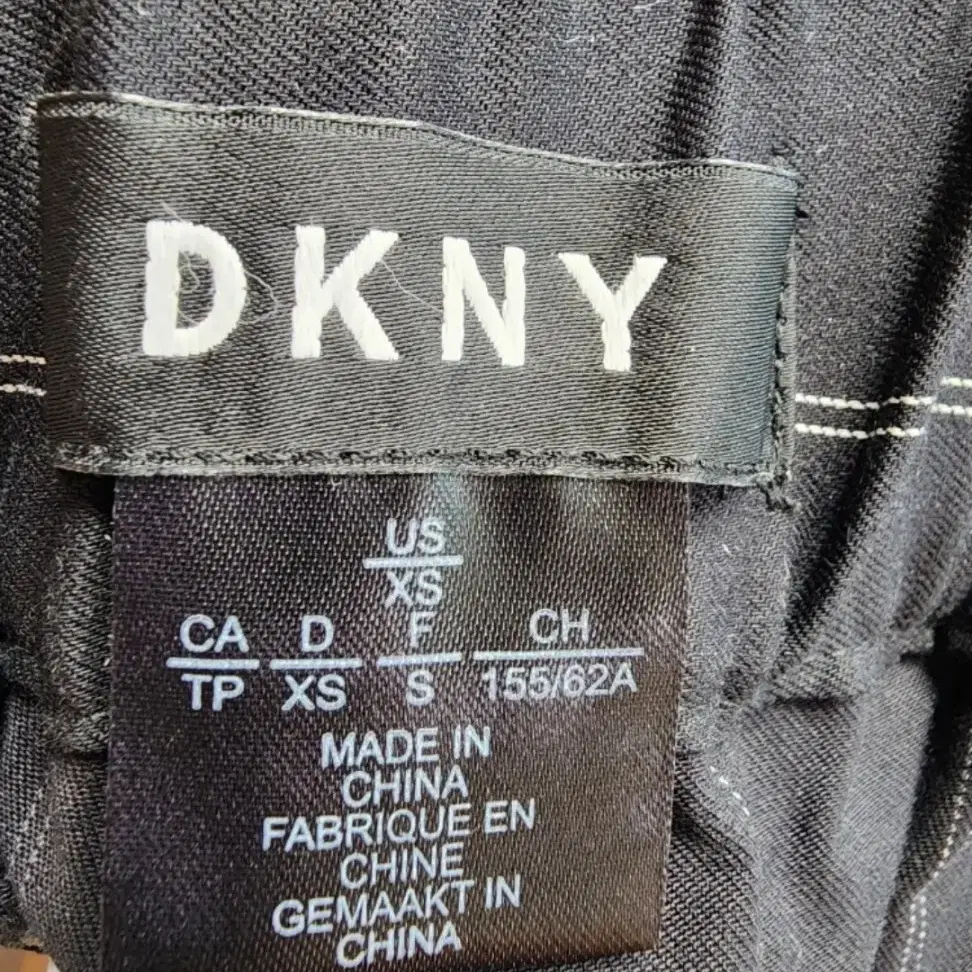 DKNY
US
XS
CA D F CH
TP XS S 155/62A
MADE IN
CHINA
FABRIQUE EN
CHINE
GEMAAKT IN
CHINA